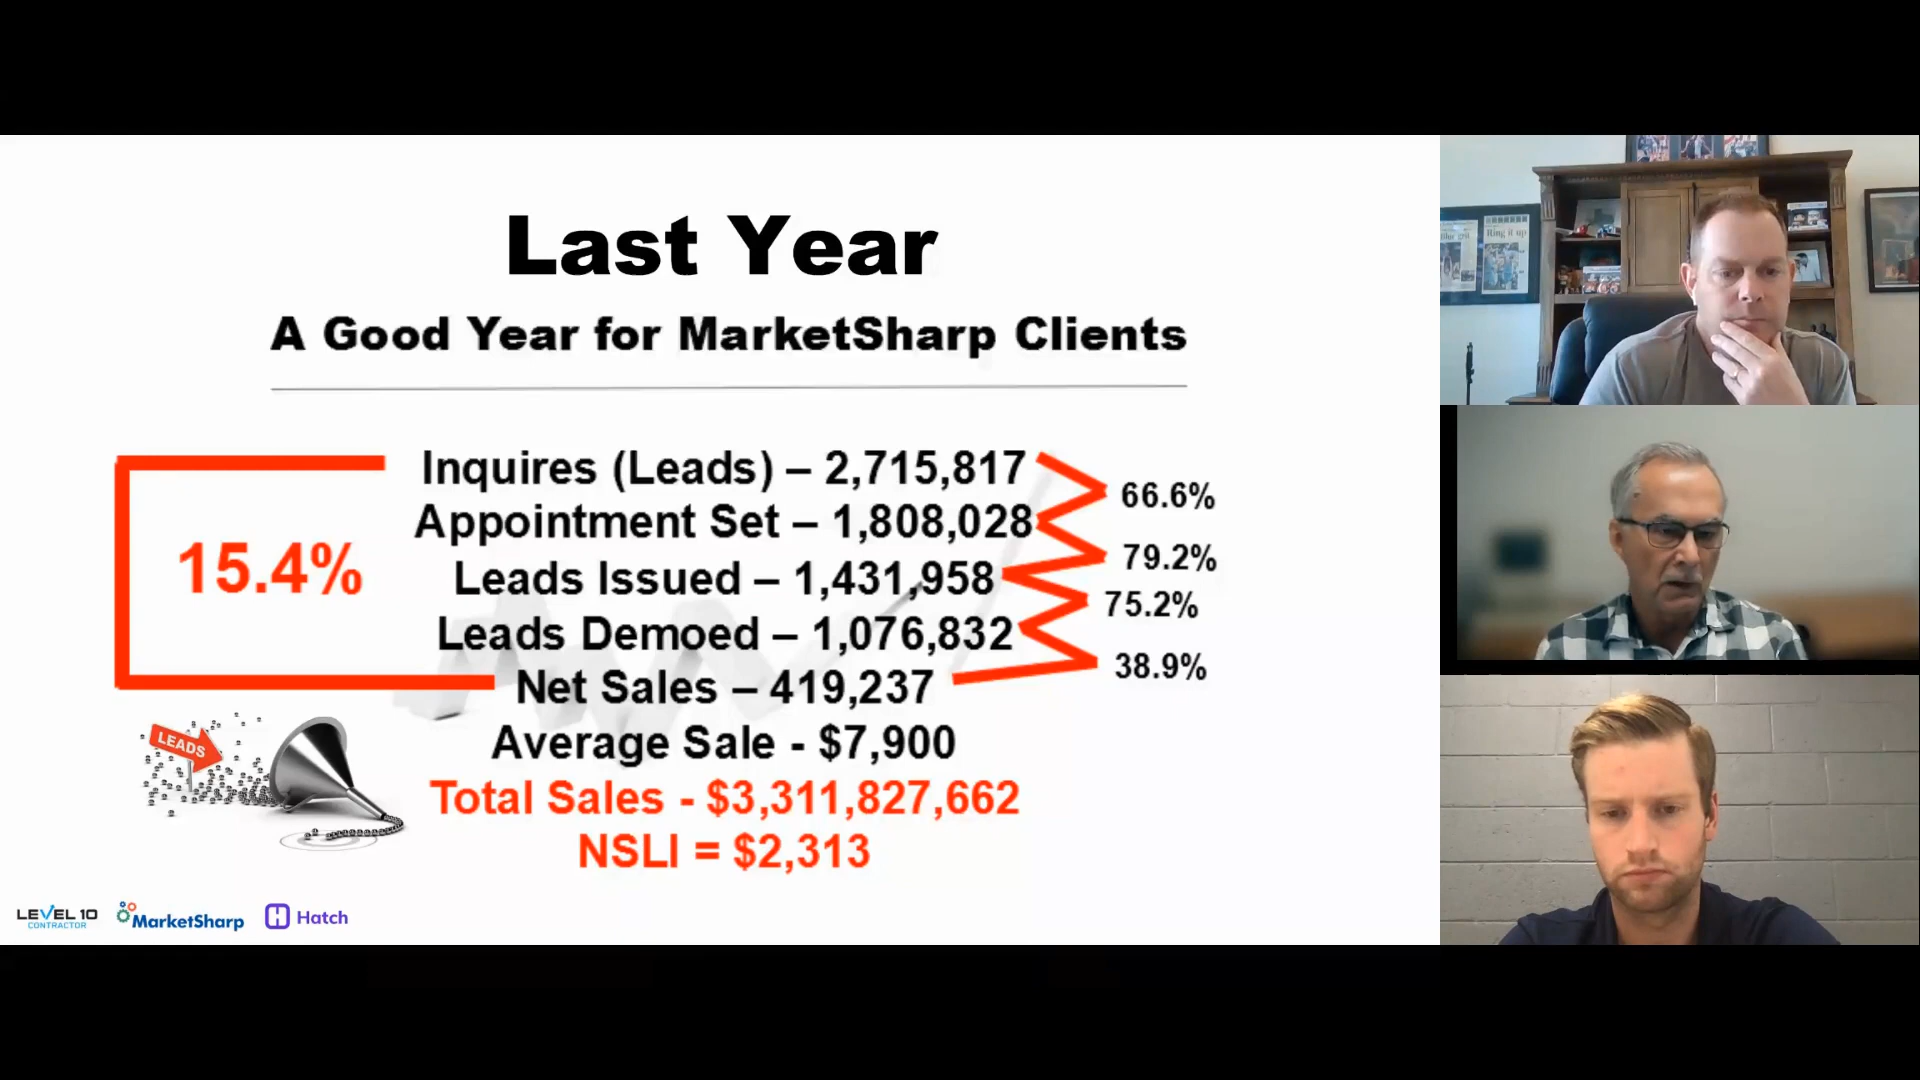 Last Year
A Good Year for MarketSharp Clients
Inquires (Leads) – 2,715,817
66.6%
Appointment Set – 1,808,028
79.2%
15.4%
Leads Issued – 1,431,958
75.2%
Leads Demoed – 1,076,832
38.9%
Net Sales – 419,237
Average Sale - $7,900
LEADS
Total Sales - $3,311,827,662
NSLI = $2,313
LEVEL 10
CONTRACTOR
MarketSharp
Hatch
Ring it up